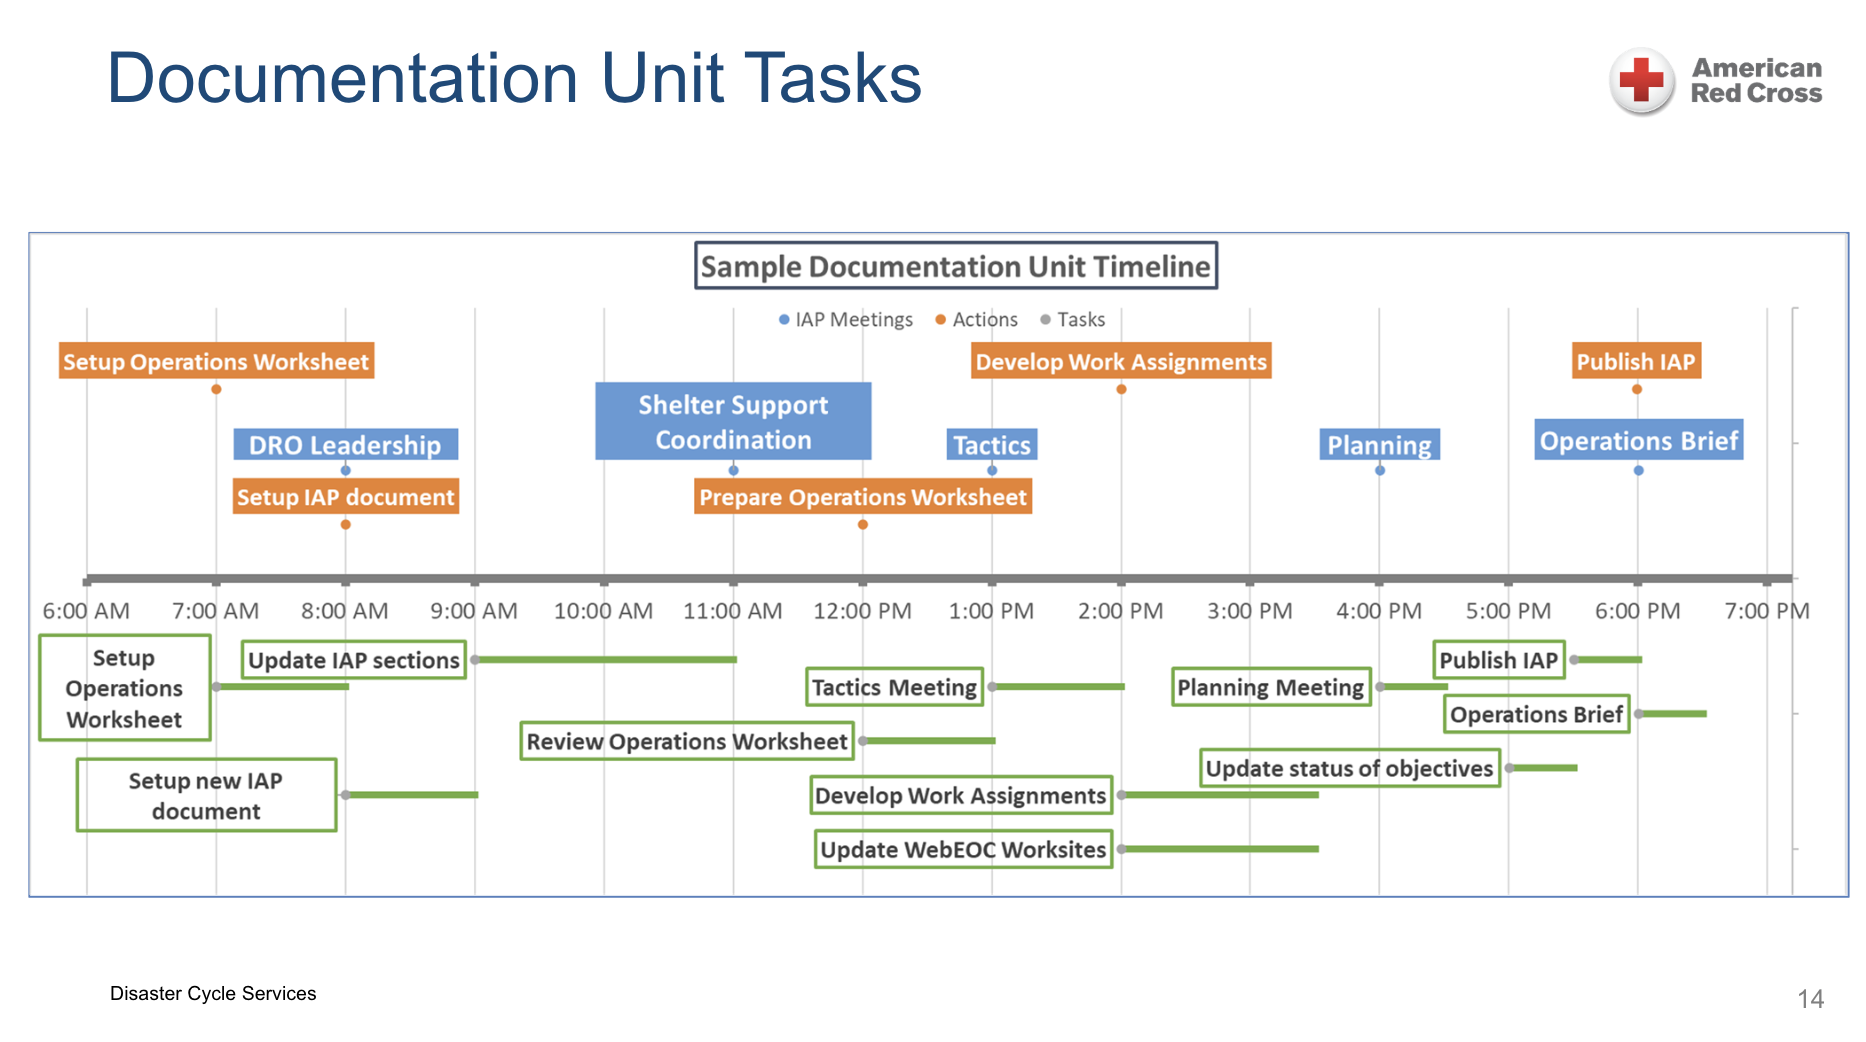 Documentation Unit Tasks
American
Red Cross
Sample Documentation Unit Timeline
IAP Meetings
Actions
Tasks
Setup Operations Worksheet
Develop Work Assignments
Publish IAP
Shelter Support
Coordination
DRO Leadership
Tactics
Planning
Operations Brief
Setup IAP document
Prepare Operations Worksheet
6:00 AM
7:00 AM
8:00 AM
9:00 AM
10:00 AM
11:00 AM
12:00 PM
1:00 PM
2:00 PM
3:00 PM
4:00 PM
5:00 PM
6:00 PM
7:00 PM
Setup
Operations
Worksheet
Update IAP sections
Publish IAP
Tactics Meeting
Planning Meeting
Operations Brief
Review Operations Worksheet
Update status of objectives
Setup new IAP
document
Develop Work Assignments
Update WebEOC Worksites
Disaster Cycle Services
14